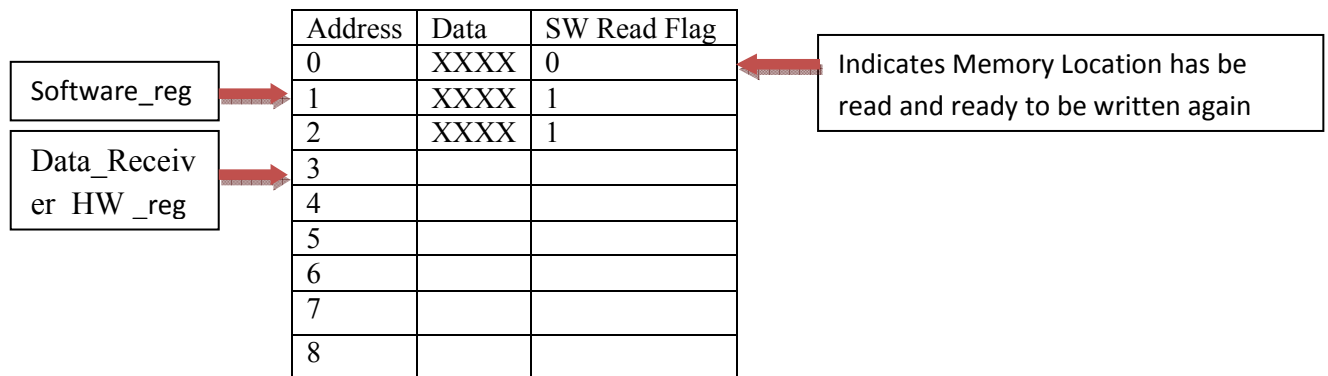 Address Data SW Read Flag
0 XXXX 0
1 XXXX 1
2 XXXX 1
3
4
5
6
7
8
Software_reg
Data_Receiv
er HW _reg
Indicates Memory Location has be
read and ready to be written again